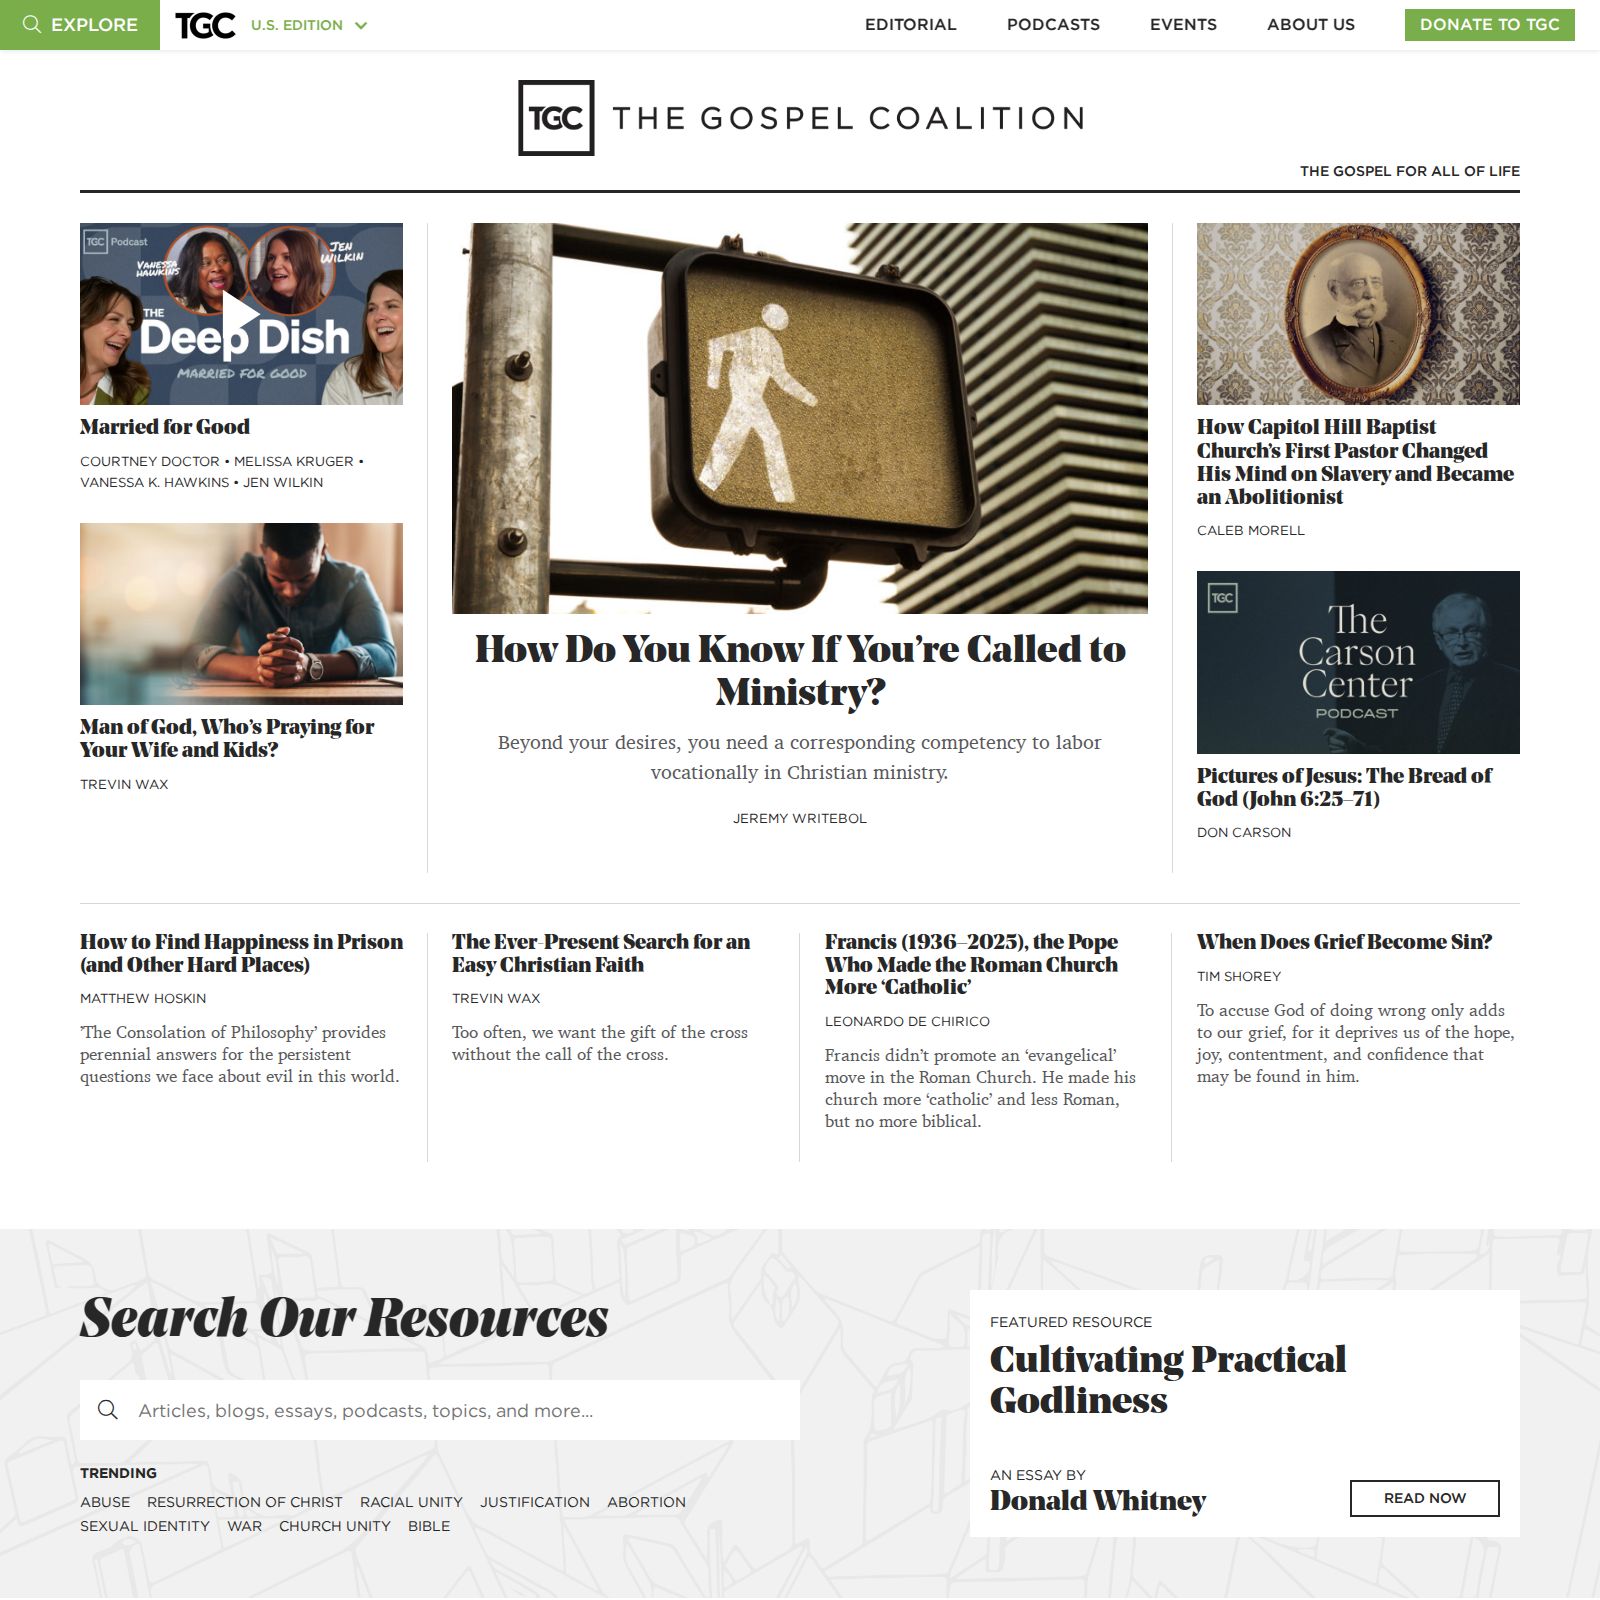 EXPLORE
TGC
U.S. EDITION
EDITORIAL
PODCASTS
EVENTS
ABOUT US
DONATE TO TGC
TGC THE GOSPEL COALITION
THE GOSPEL FOR ALL OF LIFE
TGC Podcast
VANESSA
HAWKINS
JEN
WILKIN
THE
Deep Dish
MARRIED FOR GOOD
Married for Good
COURTNEY DOCTOR • MELISSA KRUGER •
VANESSA K. HAWKINS • JEN WILKIN
Man of God, Who’s Praying for
Your Wife and Kids?
TREVIN WAX
How Do You Know If You’re Called to
Ministry?
Beyond your desires, you need a corresponding competency to labor
vocationally in Christian ministry.
JEREMY WRITEBOL
How Capitol Hill Baptist
Church’s First Pastor Changed
His Mind on Slavery and Became
an Abolitionist
CALEB MORELL
TGC
The
Carson
Center
PODCAST
Pictures of Jesus: The Bread of
God (John 6:25–71)
DON CARSON
How to Find Happiness in Prison
(and Other Hard Places)
MATTHEW HOSKIN
‘The Consolation of Philosophy’ provides
perennial answers for the persistent
questions we face about evil in this world.
The Ever-Present Search for an
Easy Christian Faith
TREVIN WAX
Too often, we want the gift of the cross
without the call of the cross.
Francis (1936–2025), the Pope
Who Made the Roman Church
More ‘Catholic’
LEONARDO DE CHIRICO
Francis didn’t promote an ‘evangelical’
move in the Roman Church. He made his
church more ‘catholic’ and less Roman,
but no more biblical.
When Does Grief Become Sin?
TIM SHOREY
To accuse God of doing wrong only adds
to our grief, for it deprives us of the hope,
joy, contentment, and confidence that
may be found in him.
Search Our Resources
Articles, blogs, essays, podcasts, topics, and more...
TRENDING
ABUSE RESURRECTION OF CHRIST RACIAL UNITY JUSTIFICATION ABORTION
SEXUAL IDENTITY WAR CHURCH UNITY BIBLE
FEATURED RESOURCE
Cultivating Practical
Godliness
AN ESSAY BY
Donald Whitney
READ NOW